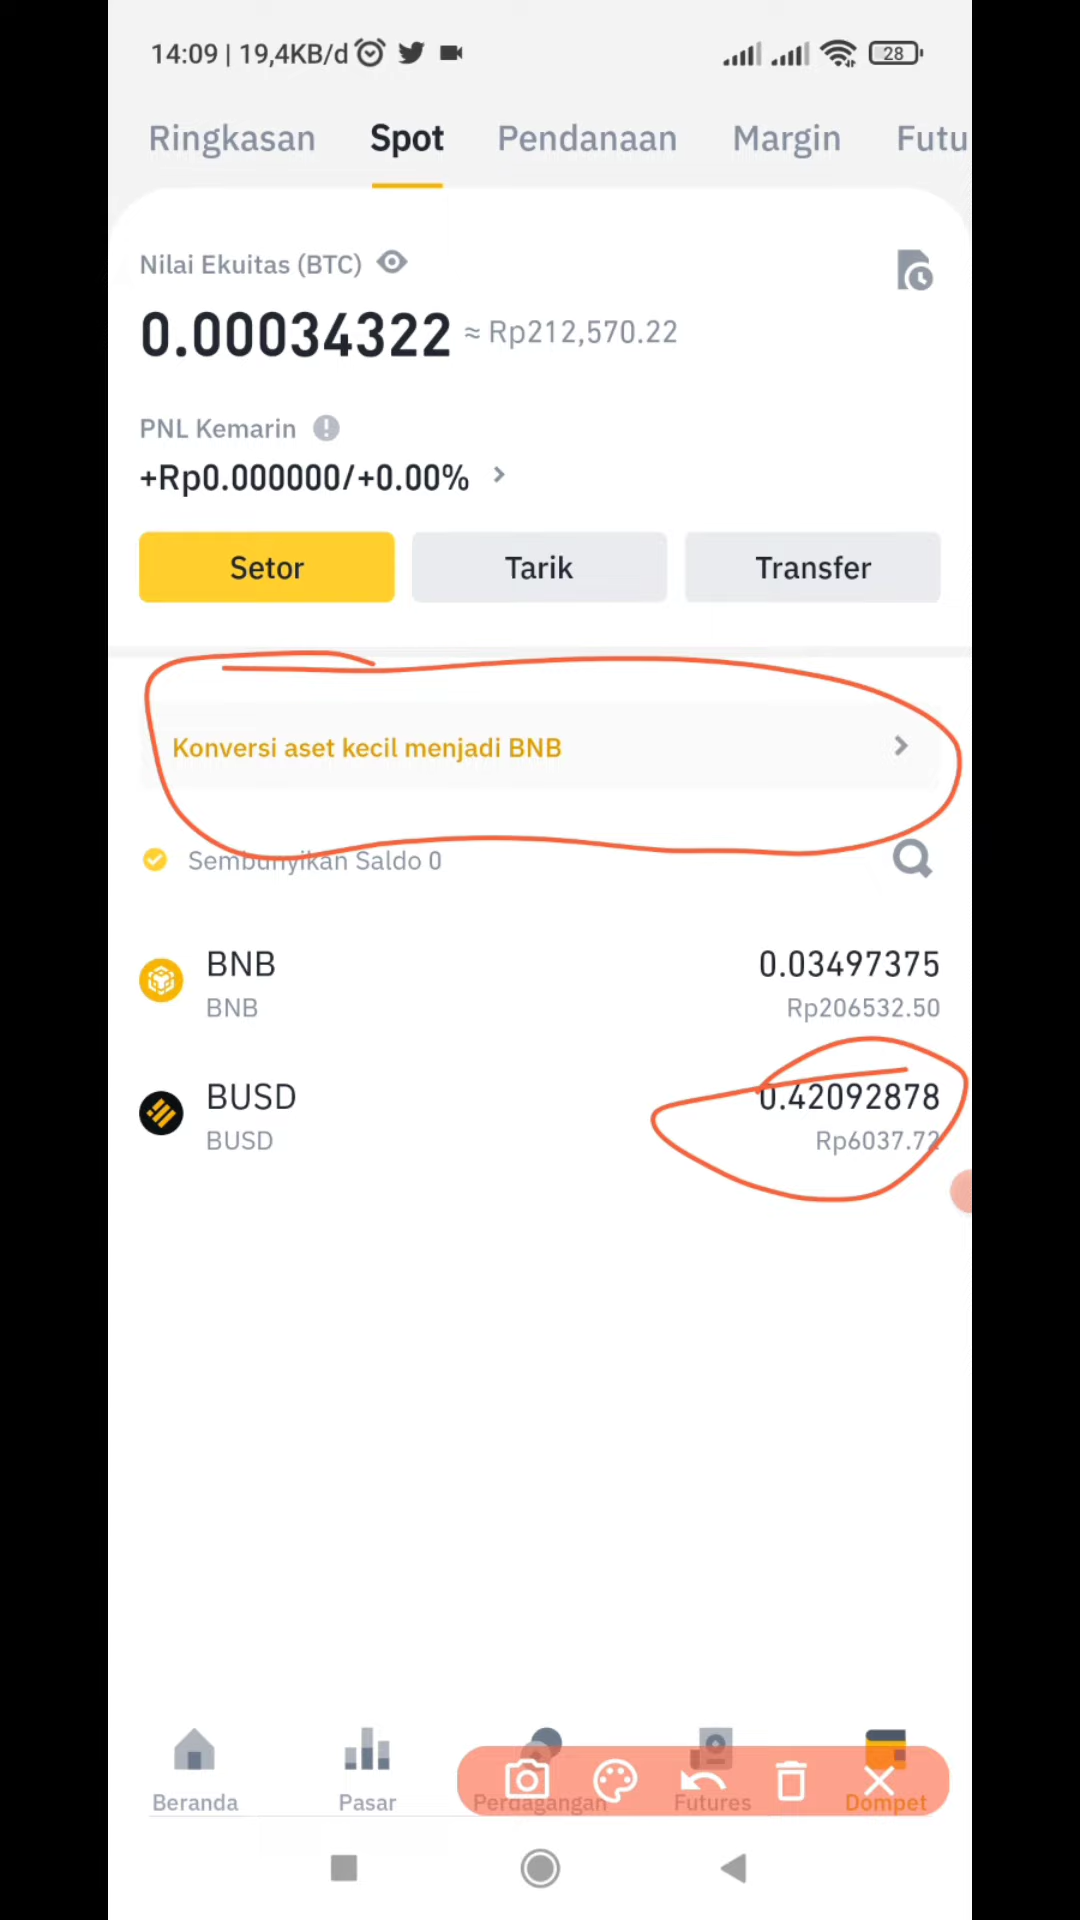 14:09 | 19,4KB/d
28
Ringkasan Spot Pendanaan Margin Futu
Nilai Ekuitas (BTC)
0.00034322 ≈ Rp212,570.22
PNL Kemarin
+Rp0.000000/+0.00%
Setor Tarik Transfer
Konversi aset kecil menjadi BNB
Sembunyikan Saldo 0
BNB 0.03497375
BNB Rp206532.50
BUSD 0.42092878
BUSD Rp6037.72
Beranda Pasar Perdagangan Futures Dompet